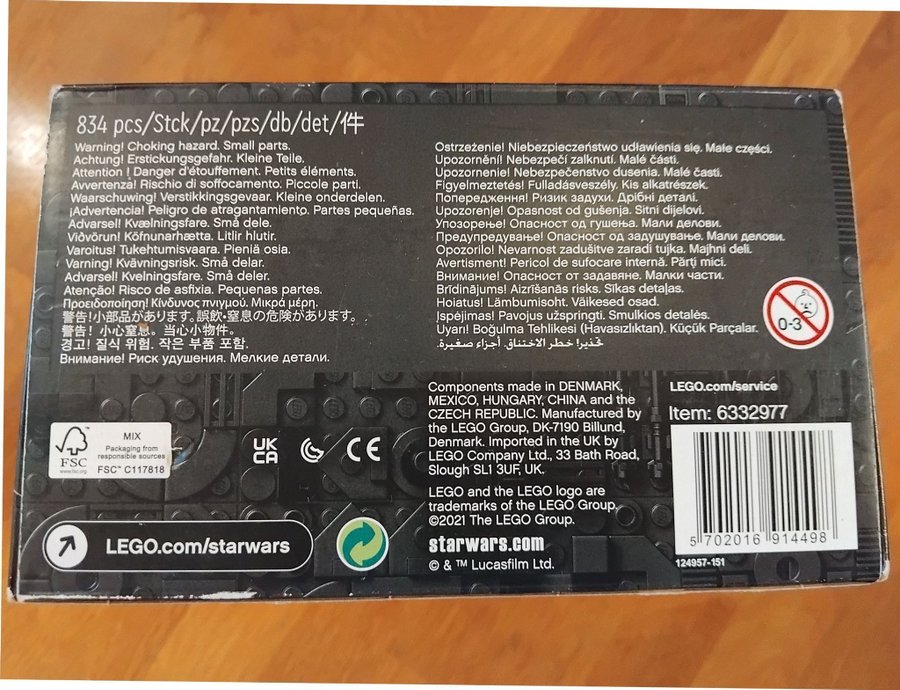 834 pcs/Stck/pz/pzs/db/det/件
Warning! Choking hazard. Small parts.
Achtung! Erstickungsgefahr. Kleine Teile.
Attention ! Danger d'étouffement. Petits éléments.
Avvertenza! Rischio di soffocamento. Piccole parti.
Waarschuwing! Verstikkingsgevaar. Kleine onderdelen.
¡Advertencia! Peligro de atragantamiento. Partes pequeñas.
Advarsel! Kvælningsfare. Små dele.
Viðvörun! Köfnunarhætta. Litlir hlutir.
Varoitus! Tukehtumisvaara. Pieniä osia.
Varning! Kvävningsrisk. Små delar.
Advarsel! Kvelningsfare. Små deler.
Atenção! Risco de asfixia. Pequenas partes.
Προειδοποίηση! Κίνδυνος πνιγμού. Μικρά μέρη.
警告!小部品があります。誤飲・窒息の危険があります。
警告！小心窒息。当心小物件。
경고! 질식 위험. 작은 부품 포함.
Внимание! Риск удушения. Мелкие детали.
Ostrzeżenie! Niebezpieczeństwo udławienia się. Małe części.
Upozornění! Nebezpečí zalknutí. Malé části.
Upozornenie! Nebezpečenstvo dusenia. Malé časti.
Figyelmeztetés! Fulladásveszély. Kis alkatrészek.
Попередження! Ризик задухи. Дрібні деталі.
Upozorenje! Opasnost od gušenja. Sitni dijelovi.
Упозорење! Опасност од гушења. Мали делови.
Предупредување! Опасност од задушување. Мали делови.
Opozorilo! Nevarnost zadušitve zaradi tujka. Majhni deli.
Avertisment! Pericol de sufocare internă. Părţi mici.
Внимание! Опасност от задавяне. Малки части.
Brīdinājums! Aizrīšanās risks. Sīkas detaļas.
Hoiatus! Lämbumisoht. Väikesed osad.
Įspėjimas! Pavojus užspringti. Smulkios detalės.
Uyarı! Boğulma Tehlikesi (Havasızlıktan). Küçük Parçalar.
تحذير! خطر الاختناق. أجزاء صغيرة.
0-3
Components made in DENMARK,
MEXICO, HUNGARY, CHINA and the
CZECH REPUBLIC. Manufactured by
the LEGO Group, DK-7190 Billund,
Denmark. Imported in the UK by
LEGO Company Ltd., 33 Bath Road,
Slough SL1 3UF, UK.
LEGO and the LEGO logo are
trademarks of the LEGO Group.
©2021 The LEGO Group.
starwars.com
© & ™ Lucasfilm Ltd.
LEGO.com/service
Item: 6332977
5 702016 914498
124957-151
FSC
www.fsc.org
MIX
Packaging from
responsible sources
FSC™ C117818
UK
CA
CE
LEGO.com/starwars